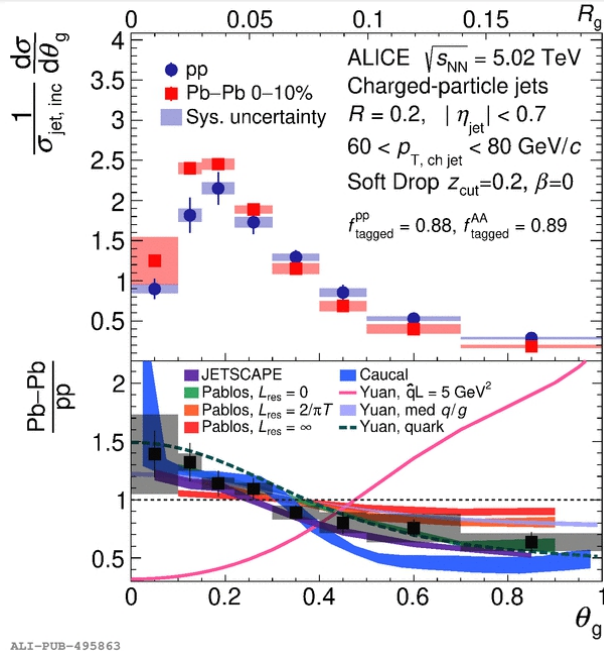 0 0.05 0.1 0.15 R_g
1/σ_jet, inc dσ/dθ_g
4
3.5
3
2.5
2
1.5
1
0.5
pp
Pb–Pb 0–10%
Sys. uncertainty
ALICE √s_NN = 5.02 TeV
Charged-particle jets
R = 0.2, | η_jet | < 0.7
60 < p_T, ch jet < 80 GeV/c
Soft Drop z_cut=0.2, β=0
f^pp_tagged = 0.88, f^AA_tagged = 0.89
Pb–Pb/pp
2
1.5
1
0.5
JETSCAPE
Pablos, L_res = 0
Pablos, L_res = 2/πT
Pablos, L_res = ∞
Caucal
Yuan, q̂L = 5 GeV²
Yuan, med q/g
Yuan, quark
0 0.2 0.4 0.6 0.8 1
θ_g
ALI-PUB-495863